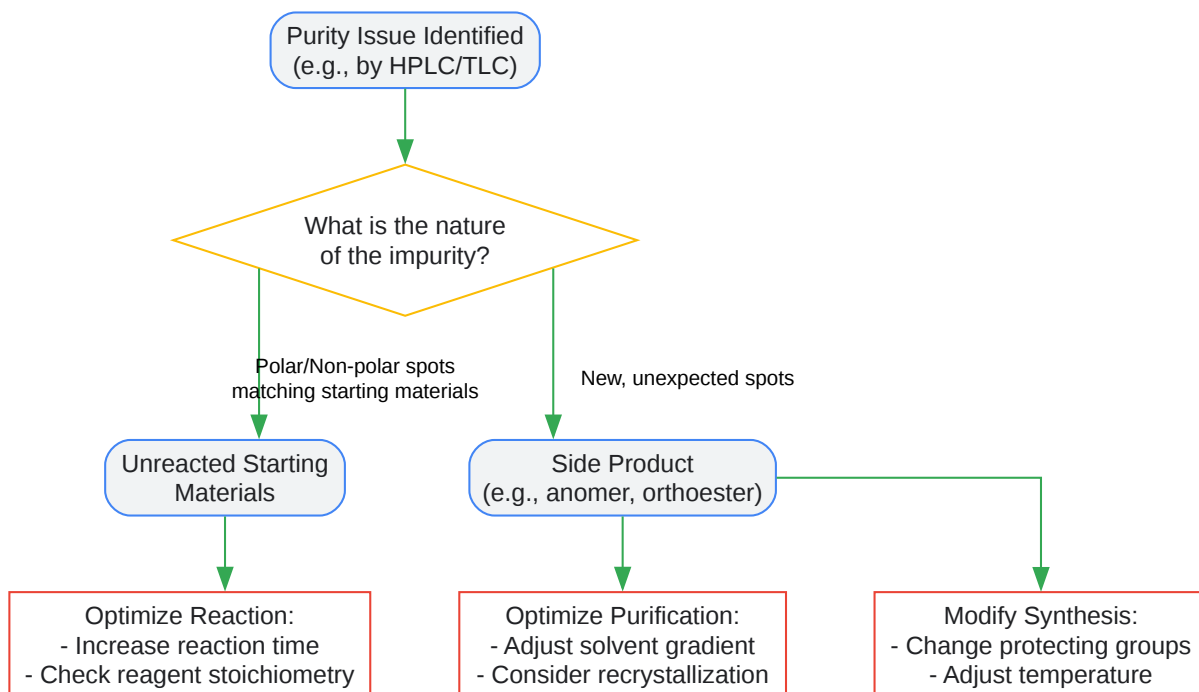 Purity Issue Identified
(e.g., by HPLC/TLC)
What is the nature
of the impurity?
Polar/Non-polar spots
matching starting materials
New, unexpected spots
Unreacted Starting
Materials
Side Product
(e.g., anomer, orthoester)
Optimize Reaction:
- Increase reaction time
- Check reagent stoichiometry
Optimize Purification:
- Adjust solvent gradient
- Consider recrystallization
Modify Synthesis:
- Change protecting groups
- Adjust temperature